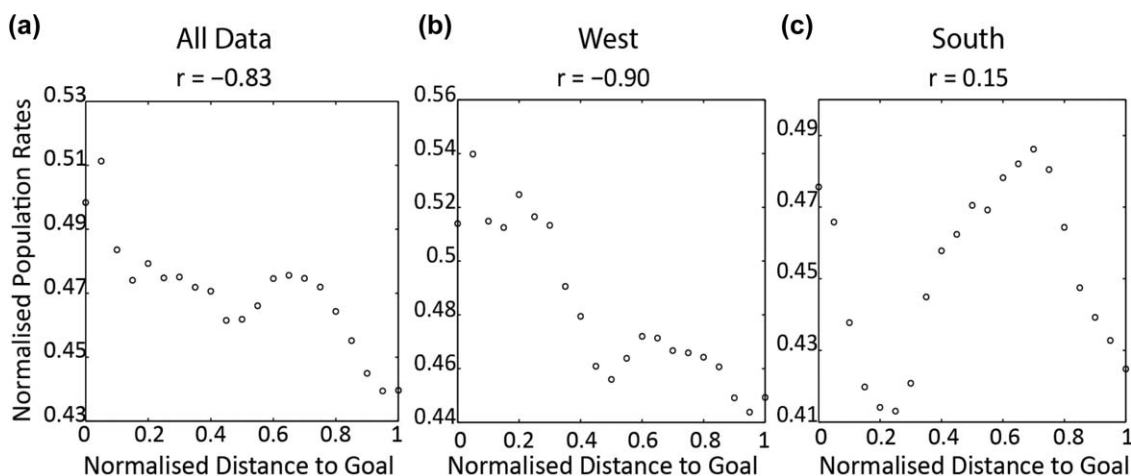 (a)
All Data
r = −0.83
Normalised Population Rates
0.53
0.51
0.49
0.47
0.45
0.43
0 0.2 0.4 0.6 0.8 1
Normalised Distance to Goal
(b)
West
r = −0.90
0.56
0.54
0.52
0.5
0.48
0.46
0.44
0 0.2 0.4 0.6 0.8 1
Normalised Distance to Goal
(c)
South
r = 0.15
0.49
0.47
0.45
0.43
0.41
0 0.2 0.4 0.6 0.8 1
Normalised Distance to Goal